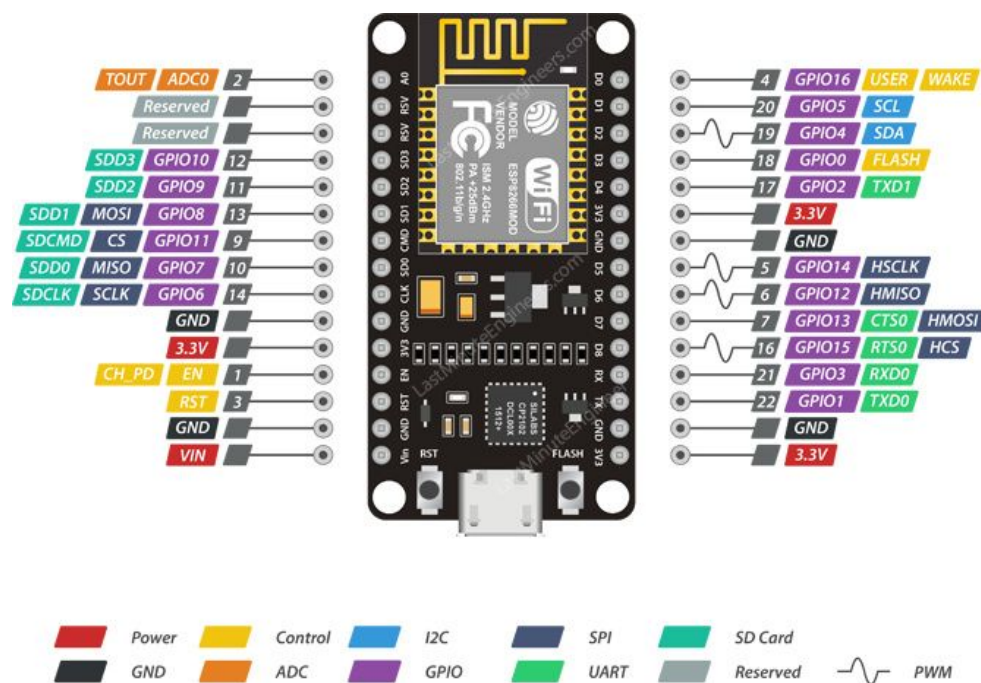 TOUT ADC0 2
Reserved
Reserved
SDD3 GPIO10 12
SDD2 GPIO9 11
SDD1 MOSI GPIO8 13
SDCMD CS GPIO11 9
SDD0 MISO GPIO7 10
SDCLK SCLK GPIO6 14
GND
3.3V
CH_PD EN 1
RST 3
GND
VIN
A0
RSV
RSV
SD3
SD2
SD1
CMD
SD0
CLK
GND
3V3
EN
RST
GND
Vin
LastMinuteEngineers.com
MODEL
VENDOR
ESP8266MOD
FC
WiFi
ISM 2.4GHz
PA +25dBm
802.11b/g/n
LastMinuteEngineers.com
SILABS
CP2102
DCL00X
1512+
RST
FLASH
D0
D1
D2
D3
D4
3V3
GND
D5
D6
D7
D8
RX
TX
GND
3V3
4 GPIO16 USER WAKE
20 GPIO5 SCL
19 GPIO4 SDA
18 GPIO0 FLASH
17 GPIO2 TXD1
3.3V
GND
5 GPIO14 HSCLK
6 GPIO12 HMISO
7 GPIO13 CTS0 HMOSI
16 GPIO15 RTS0 HCS
21 GPIO3 RXD0
22 GPIO1 TXD0
GND
3.3V
Power Control I2C SPI SD Card
GND ADC GPIO UART Reserved PWM